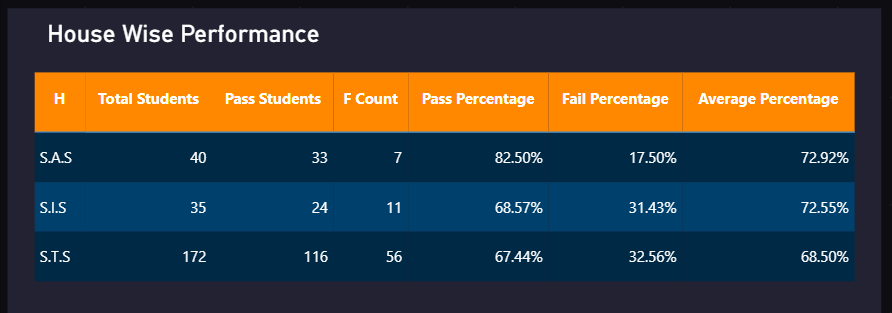 House Wise Performance
H Total Students Pass Students F Count Pass Percentage Fail Percentage Average Percentage
S.A.S 40 33 7 82.50% 17.50% 72.92%
S.I.S 35 24 11 68.57% 31.43% 72.55%
S.T.S 172 116 56 67.44% 32.56% 68.50%